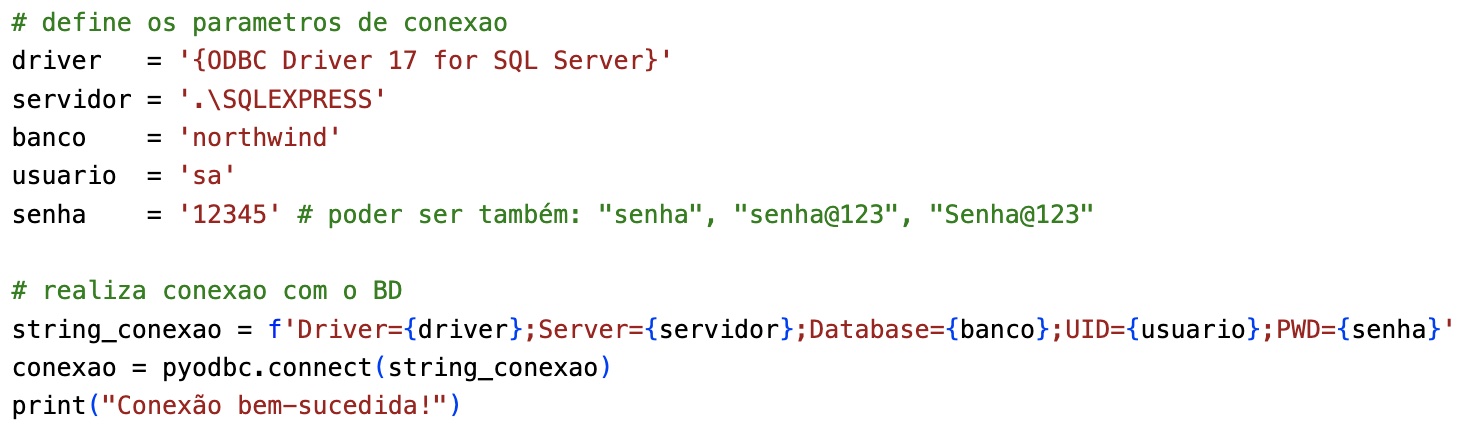 # define os parametros de conexao
driver   = '{ODBC Driver 17 for SQL Server}'
servidor = '.\SQLEXPRESS'
banco    = 'northwind'
usuario  = 'sa'
senha    = '12345' # poder ser também: "senha", "senha@123", "Senha@123"

# realiza conexao com o BD
string_conexao = f'Driver={driver};Server={servidor};Database={banco};UID={usuario};PWD={senha}'
conexao = pyodbc.connect(string_conexao)
print("Conexão bem-sucedida!")